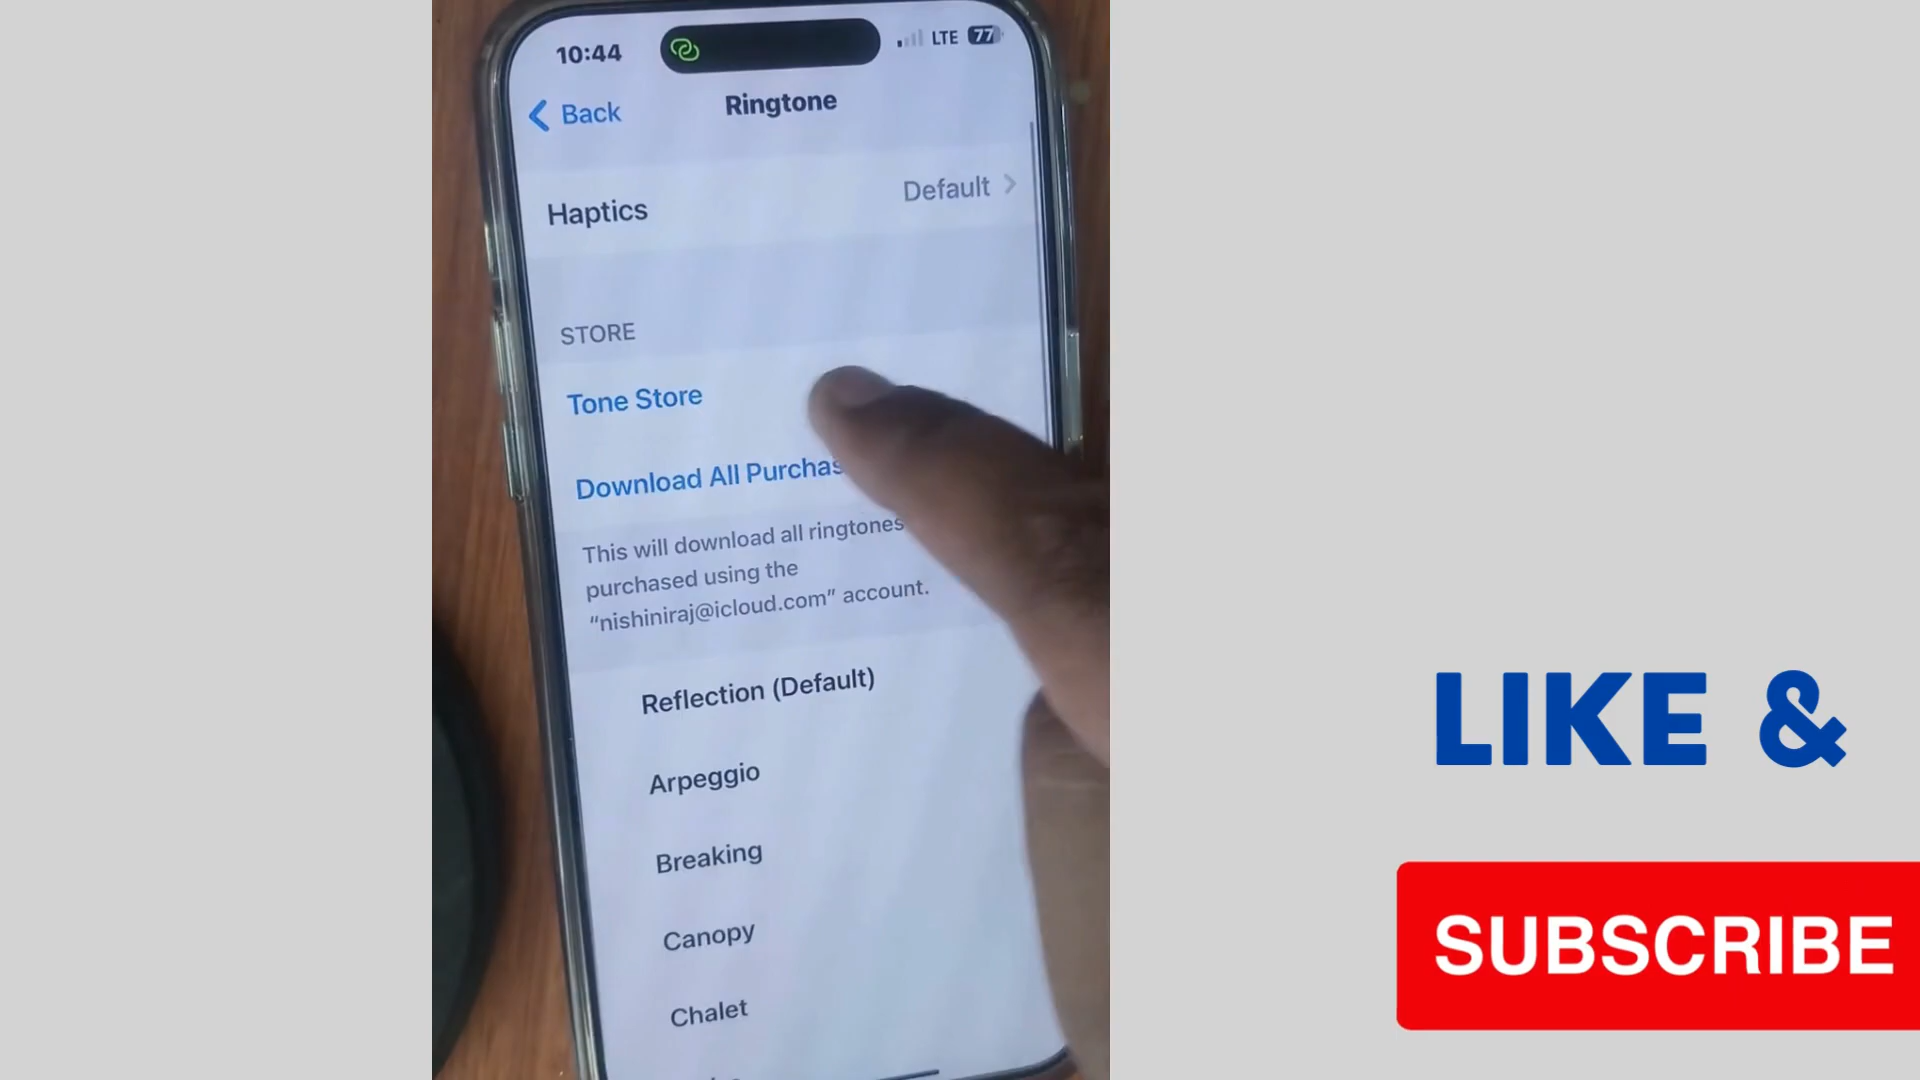 10:44
LTE 77
Back
Ringtone
Haptics
Default
STORE
Tone Store
Download All Purchas
This will download all ringtones
purchased using the
“nishiniraj@icloud.com” account.
Reflection (Default)
Arpeggio
Breaking
Canopy
Chalet
LIKE &
SUBSCRIBE